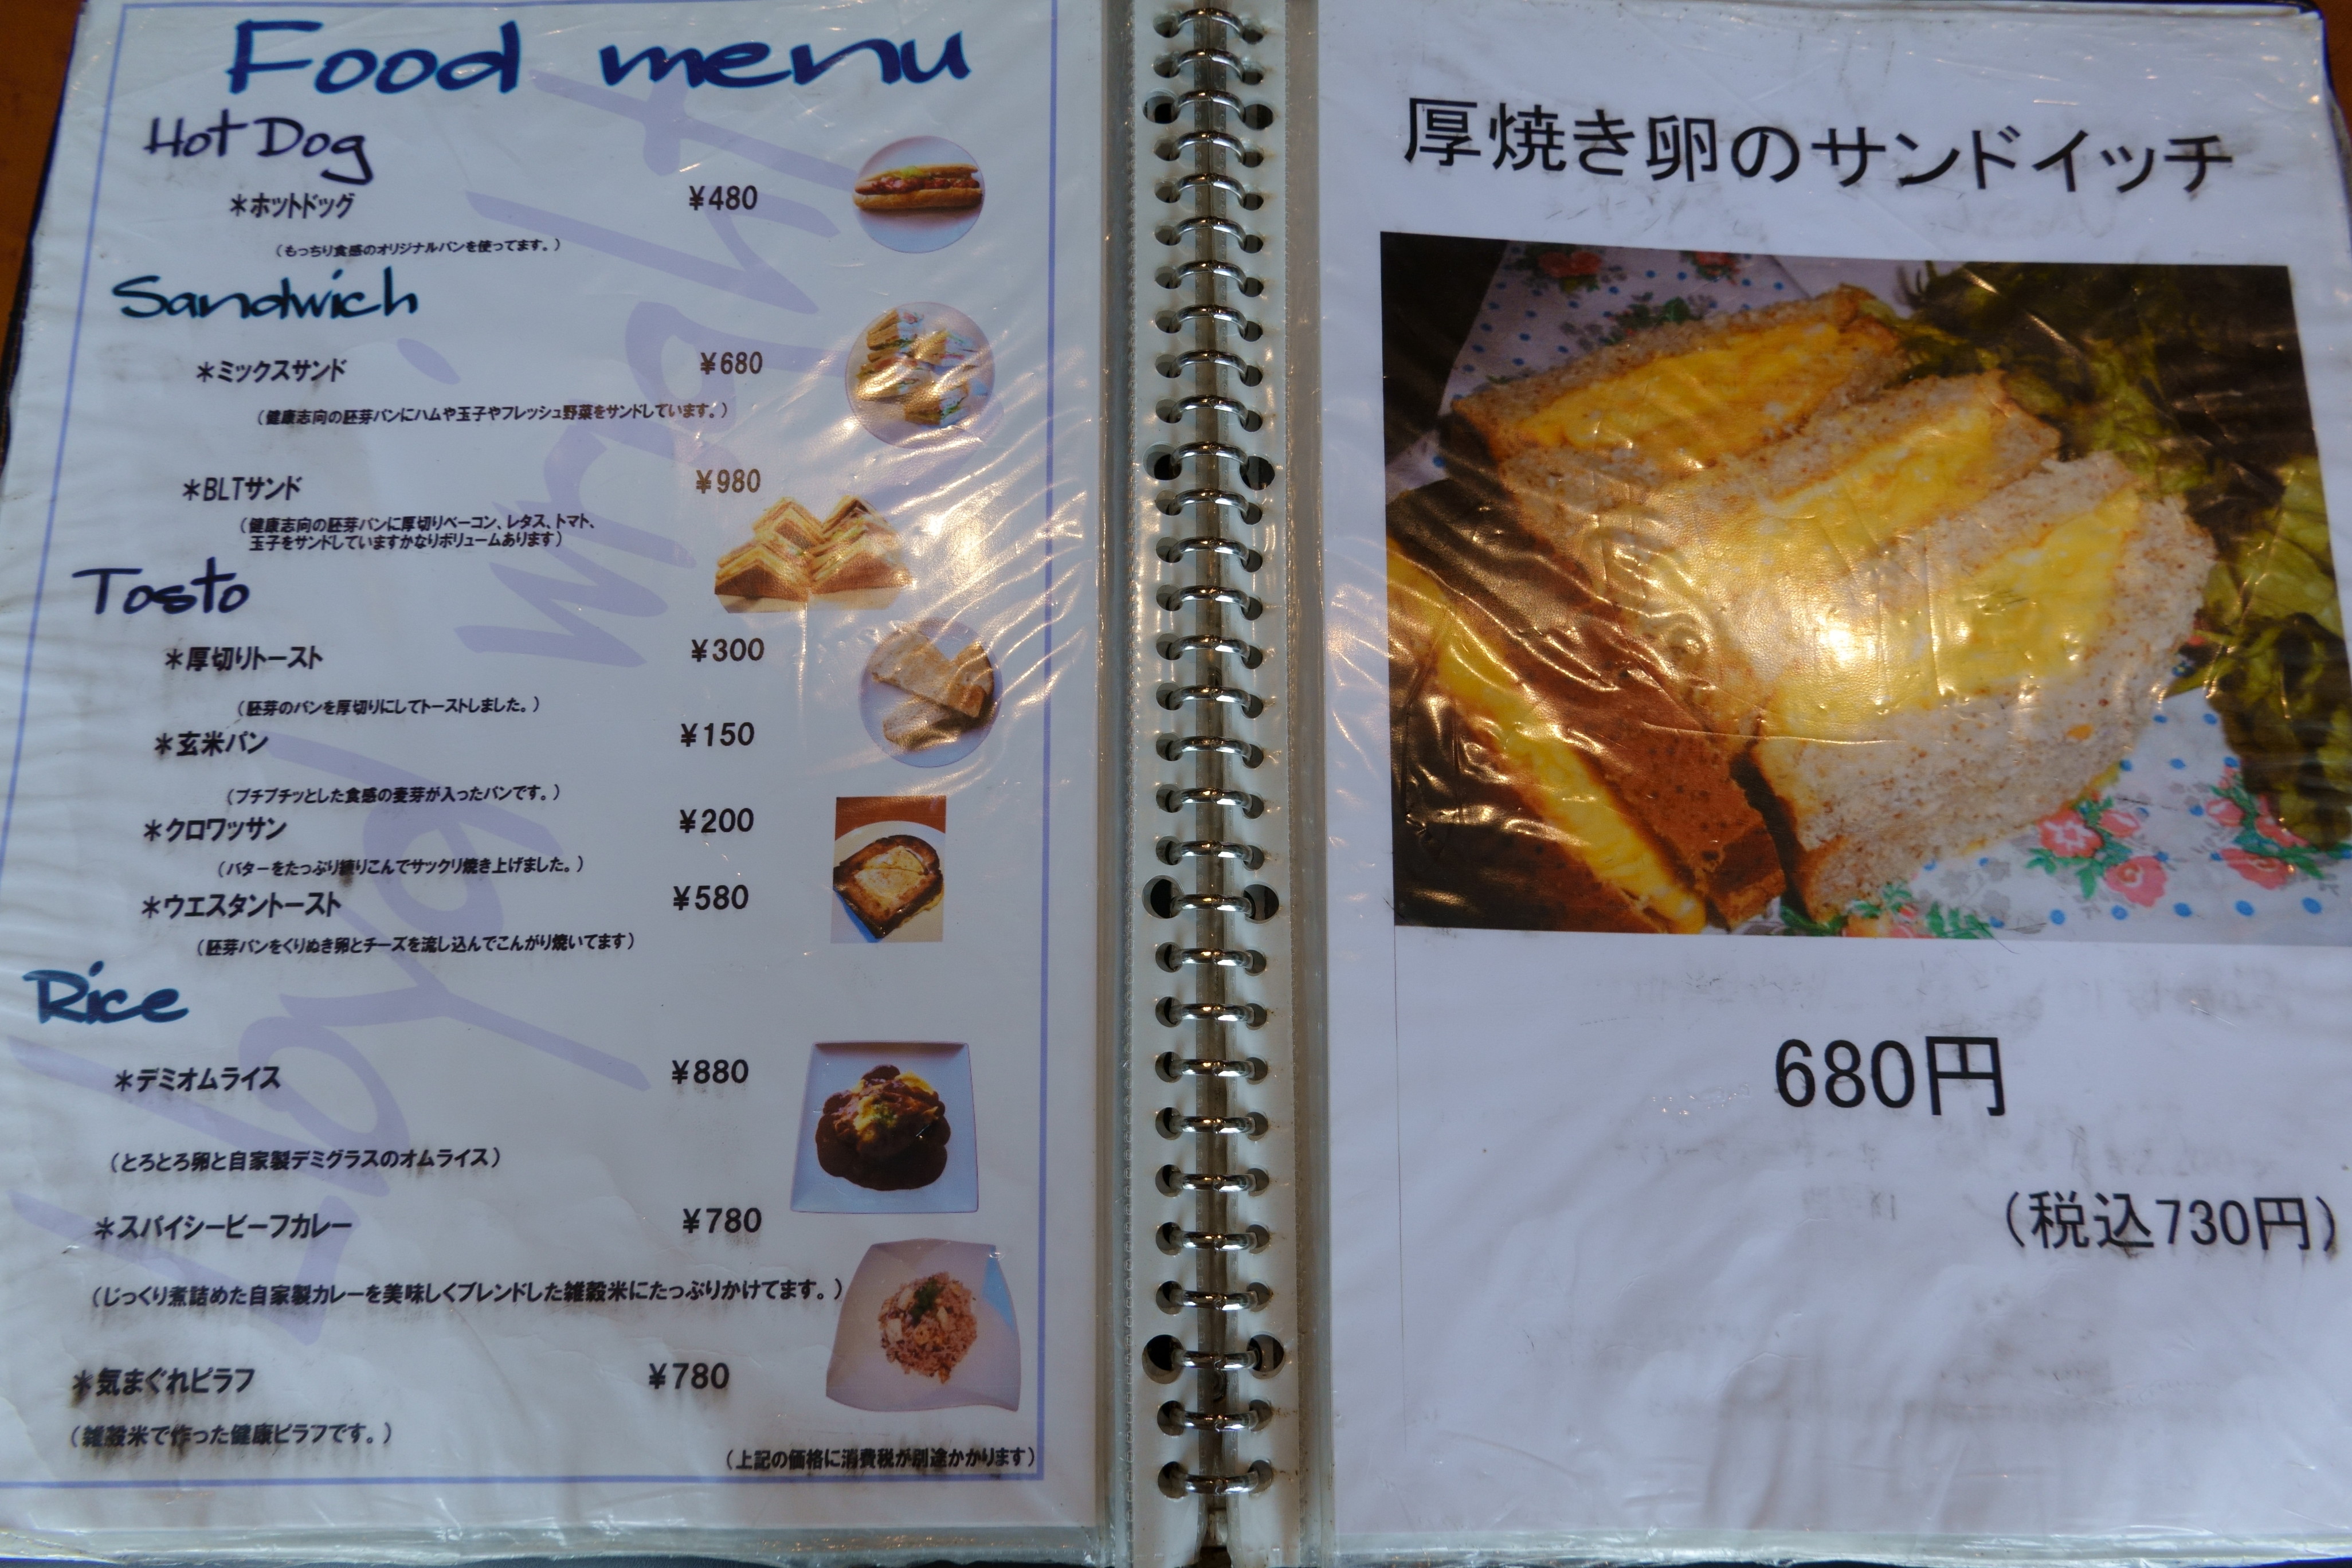 Food menu
Hot Dog
＊ホットドッグ ¥480
（もっちり食感のオリジナルパンを使ってます。）
Sandwich
＊ミックスサンド ¥680
（健康志向の胚芽パンにハムや玉子やフレッシュ野菜をサンドしています。）
＊BLTサンド ¥980
（健康志向の胚芽パンに厚切りベーコン、レタス、トマト、
玉子をサンドしていますかなりボリュームあります）
Tosto
＊厚切りトースト ¥300
（胚芽のパンを厚切りにしてトーストしました。）
＊玄米パン ¥150
（プチプチッとした食感の麦芽が入ったパンです。）
＊クロワッサン ¥200
（バターをたっぷり練りこんでサックリ焼き上げました。）
＊ウエスタントースト ¥580
（胚芽パンをくりぬき卵とチーズを流し込んでこんがり焼いてます）
Rice
＊デミオムライス ¥880
（とろとろ卵と自家製デミグラスのオムライス）
＊スパイシービーフカレー ¥780
（じっくり煮詰めた自家製カレーを美味しくブレンドした雑穀米にたっぷりかけてます。）
＊気まぐれピラフ ¥780
（雑穀米で作った健康ピラフです。）
（上記の価格に消費税が別途かかります）
Loyal wright
厚焼き卵のサンドイッチ
680円
（税込730円）